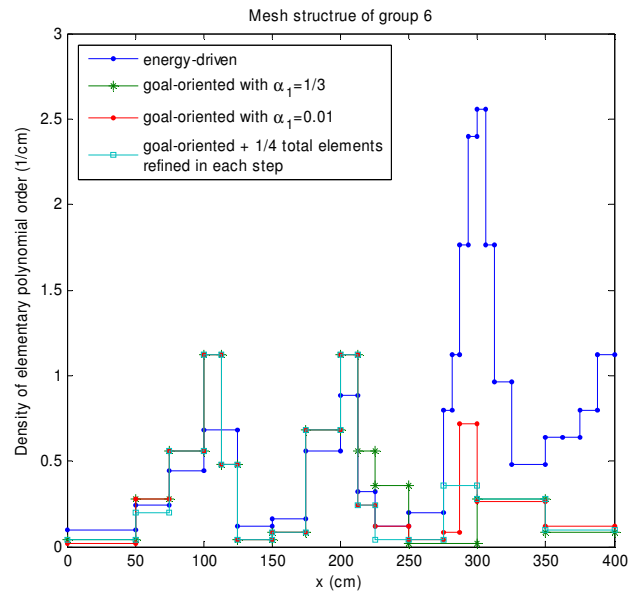 Mesh structrue of group 6
3
2.5
2
1.5
1
0.5
0
Density of elementary polynomial order (1/cm)
energy-driven
goal-oriented with α1=1/3
goal-oriented with α1=0.01
goal-oriented + 1/4 total elements
refined in each step
0 50 100 150 200 250 300 350 400
x (cm)